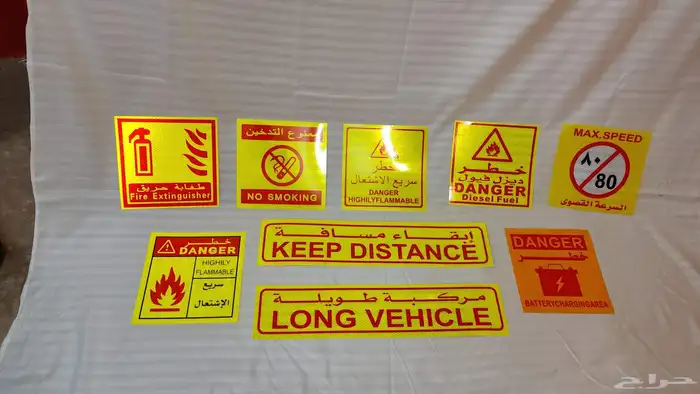 طفاية حريق
Fire Extinguisher
ممنوع التدخين
NO SMOKING
خطر
سريع الاشتعال
DANGER
HIGHILYFLAMMABLE
خطر
ديزل فيول
DANGER
Diesel Fuel
MAX.SPEED
٨٠
80
السرعة القصوى
خطر
DANGER
HIGHILY
FLAMMABLE
سريع
الإشتعال
إبقاء مسافة
KEEP DISTANCE
مركبة طويلة
LONG VEHICLE
DANGER
خطر
BATTERYCHARGINGAREA
حراج